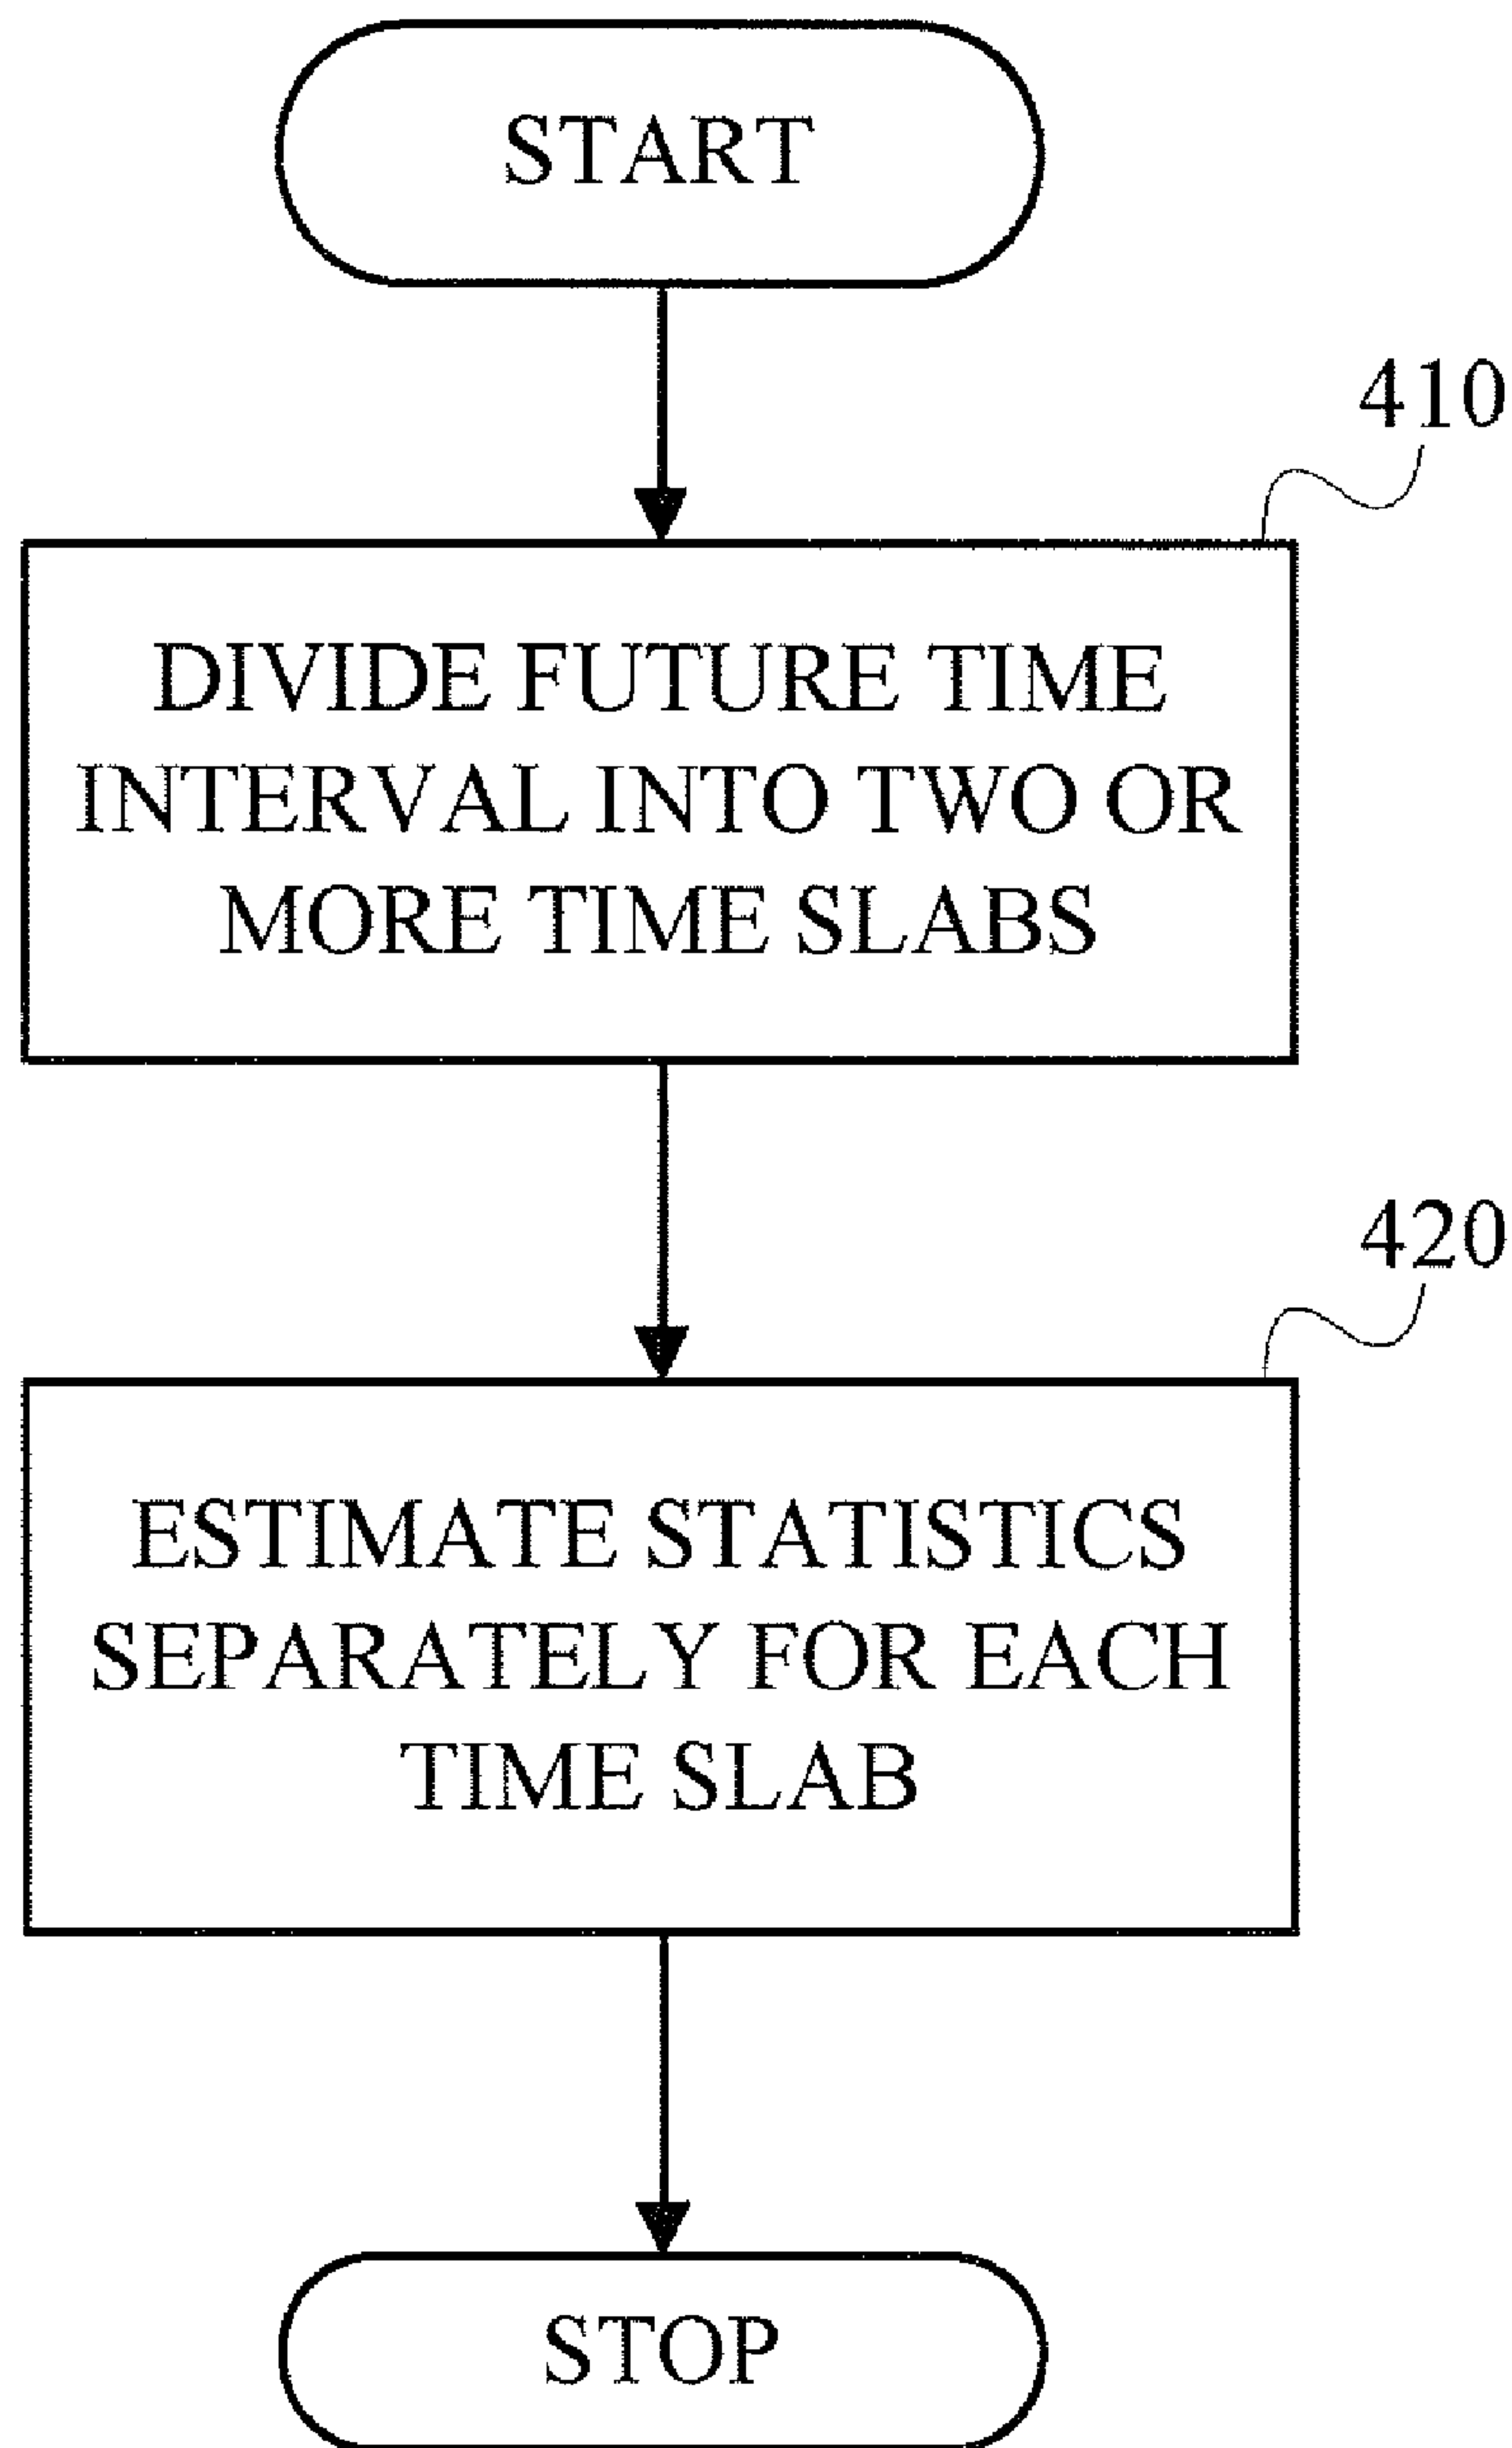 START
410
DIVIDE FUTURE TIME
INTERVAL INTO TWO OR
MORE TIME SLABS
420
ESTIMATE STATISTICS
SEPARATELY FOR EACH
TIME SLAB
STOP